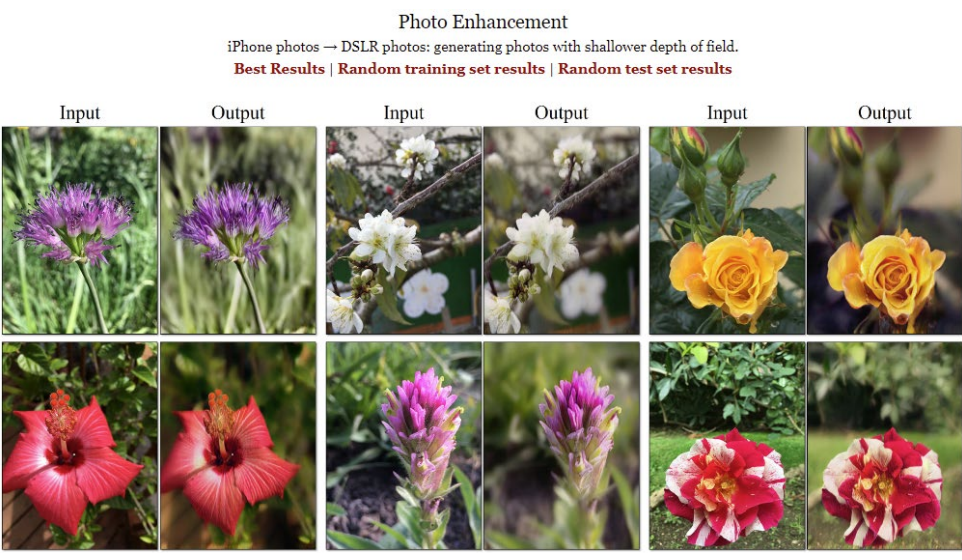 Photo Enhancement
iPhone photos → DSLR photos: generating photos with shallower depth of field.
Best Results | Random training set results | Random test set results
Input Output Input Output Input Output